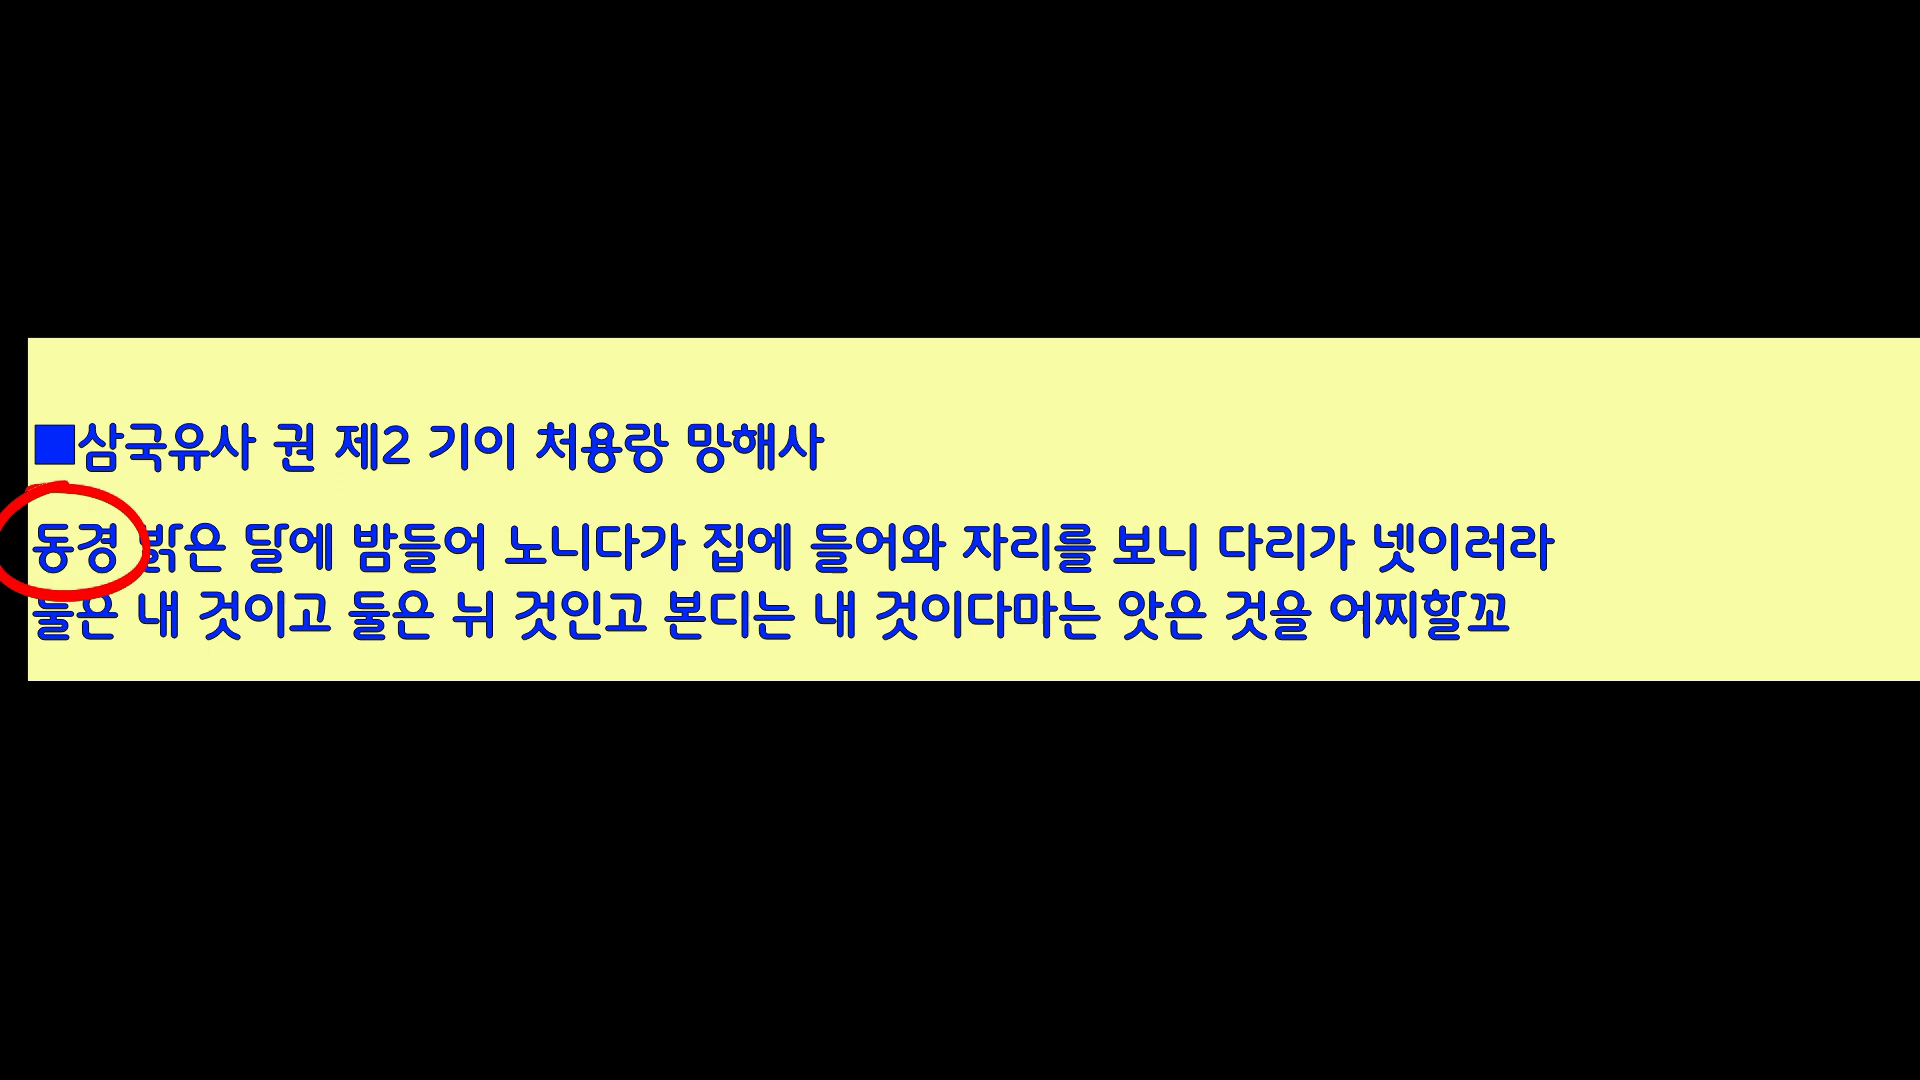 ■삼국유사 권 제2 기이 처용랑 망해사
동경 밝은 달에 밤들어 노니다가 집에 들어와 자리를 보니 다리가 넷이러라
둘은 내 것이고 둘은 뉘 것인고 본디는 내 것이다마는 앗은 것을 어찌할꼬